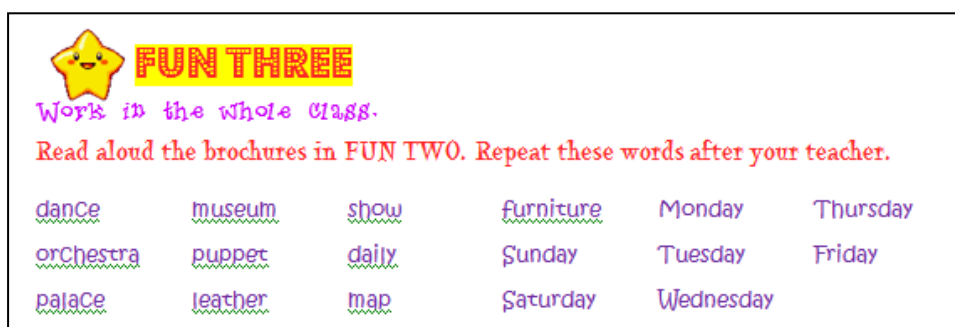 FUN THREE
Work in the whole class.
Read aloud the brochures in FUN TWO. Repeat these words after your teacher.
dance museum show furniture Monday Thursday
orchestra puppet daily Sunday Tuesday Friday
palace leather map Saturday Wednesday